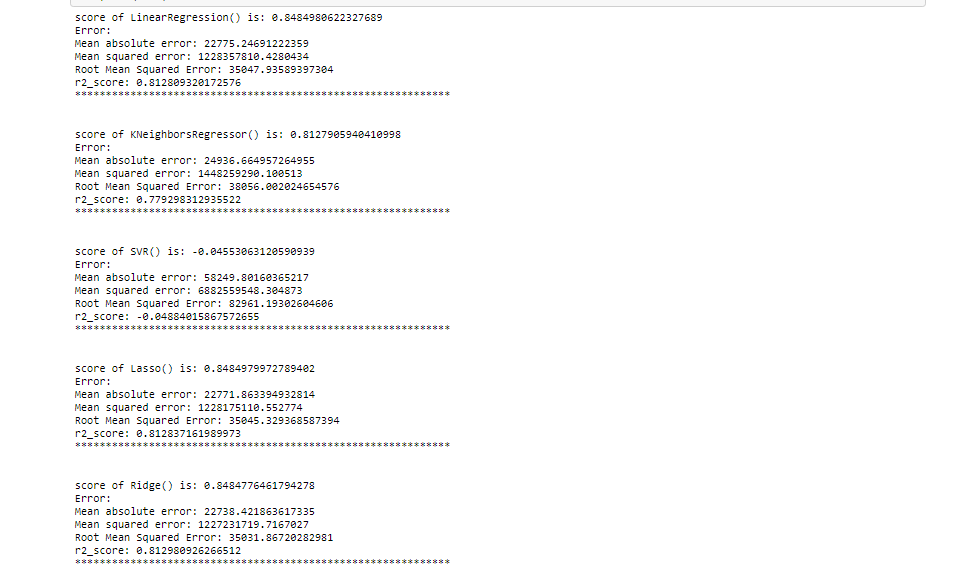 score of LinearRegression() is: 0.8484980622327689
Error:
Mean absolute error: 22775.24691222359
Mean squared error: 1228357810.4280434
Root Mean Squared Error: 35047.93589397304
r2_score: 0.812809320172576
*************************************************************
score of KNeighborsRegressor() is: 0.8127905940410998
Error:
Mean absolute error: 24936.664957264955
Mean squared error: 1448259290.100513
Root Mean Squared Error: 38056.002024654576
r2_score: 0.779298312935522
*************************************************************
score of SVR() is: -0.04553063120590939
Error:
Mean absolute error: 58249.80160365217
Mean squared error: 6882559548.304873
Root Mean Squared Error: 82961.19302604606
r2_score: -0.04884015867572655
*************************************************************
score of Lasso() is: 0.8484979972789402
Error:
Mean absolute error: 22771.863394932814
Mean squared error: 1228175110.552774
Root Mean Squared Error: 35045.329368587394
r2_score: 0.812837161989973
*************************************************************
score of Ridge() is: 0.8484776461794278
Error:
Mean absolute error: 22738.421863617335
Mean squared error: 1227231719.7167027
Root Mean Squared Error: 35031.86720282981
r2_score: 0.812980926266512
*************************************************************